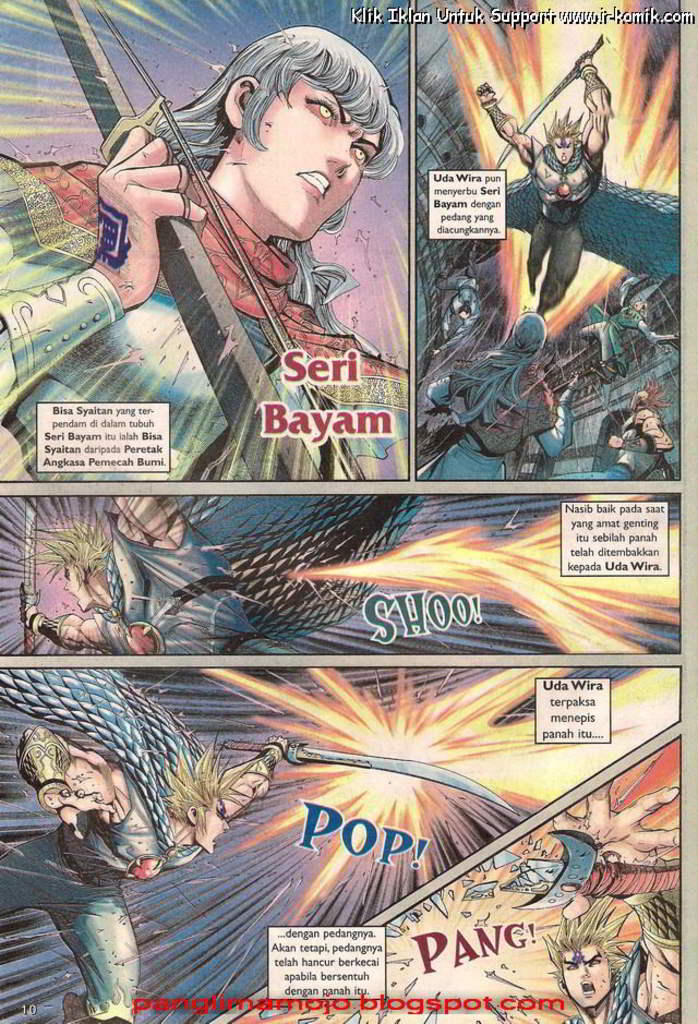 Klik Iklan Untuk Support www.ir-komik.com
Seri
Bayam
Bisa Syaitan yang ter-
pendam di dalam tubuh
Seri Bayam itu ialah Bisa
Syaitan daripada Peretak
Angkasa Pemecah Bumi.
Uda Wira pun
menyerbu Seri
Bayam dengan
pedang yang
diacungkannya.
Nasib baik pada saat
yang amat genting
itu sebilah panah
telah ditembakkan
kepada Uda Wira.
SHOO!
Uda Wira
terpaksa
menepis
panah itu....
POP!
...dengan pedangnya.
Akan tetapi, pedangnya
telah hancur berkecai
apabila bersentuh
dengan panah itu.
PANG!
10
panglimamojo.blogspot.com